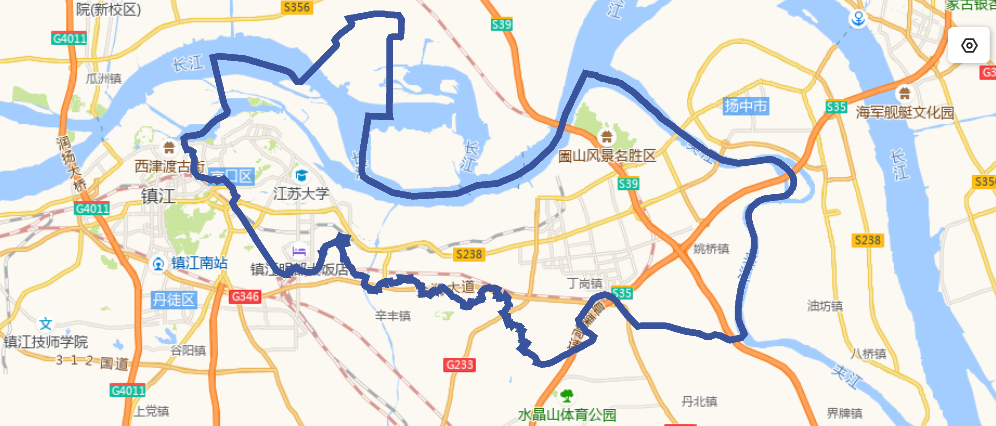 院(新校区)
S356
江
蒙古银杏
G4011
S39
长江
瓜洲镇
扬中市
S35
海军舰艇文化园
润扬大桥
西津渡古街
京口区
长江
圌山风景名胜区
夹江
长江
镇江
江苏大学
S39
S356
G4011
S238
S238
姚桥镇
镇江南站
镇江明都大饭店
丁岗镇
S35
丹徒区
G346
大道
油坊镇
辛丰镇
镇江技师学院
谷阳镇
312国道
G233
八桥镇
夹江
G4011
上党镇
水晶山体育公园
丹北镇
界牌镇